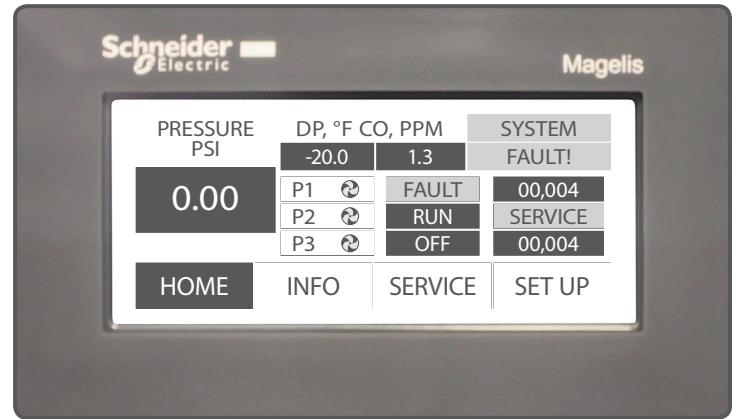 Schneider
Electric
Magelis
PRESSURE
PSI
DP, °F CO, PPM
SYSTEM
-20.0 1.3 FAULT!
0.00
P1 FAULT 00,004
P2 RUN SERVICE
P3 OFF 00,004
HOME INFO SERVICE SET UP